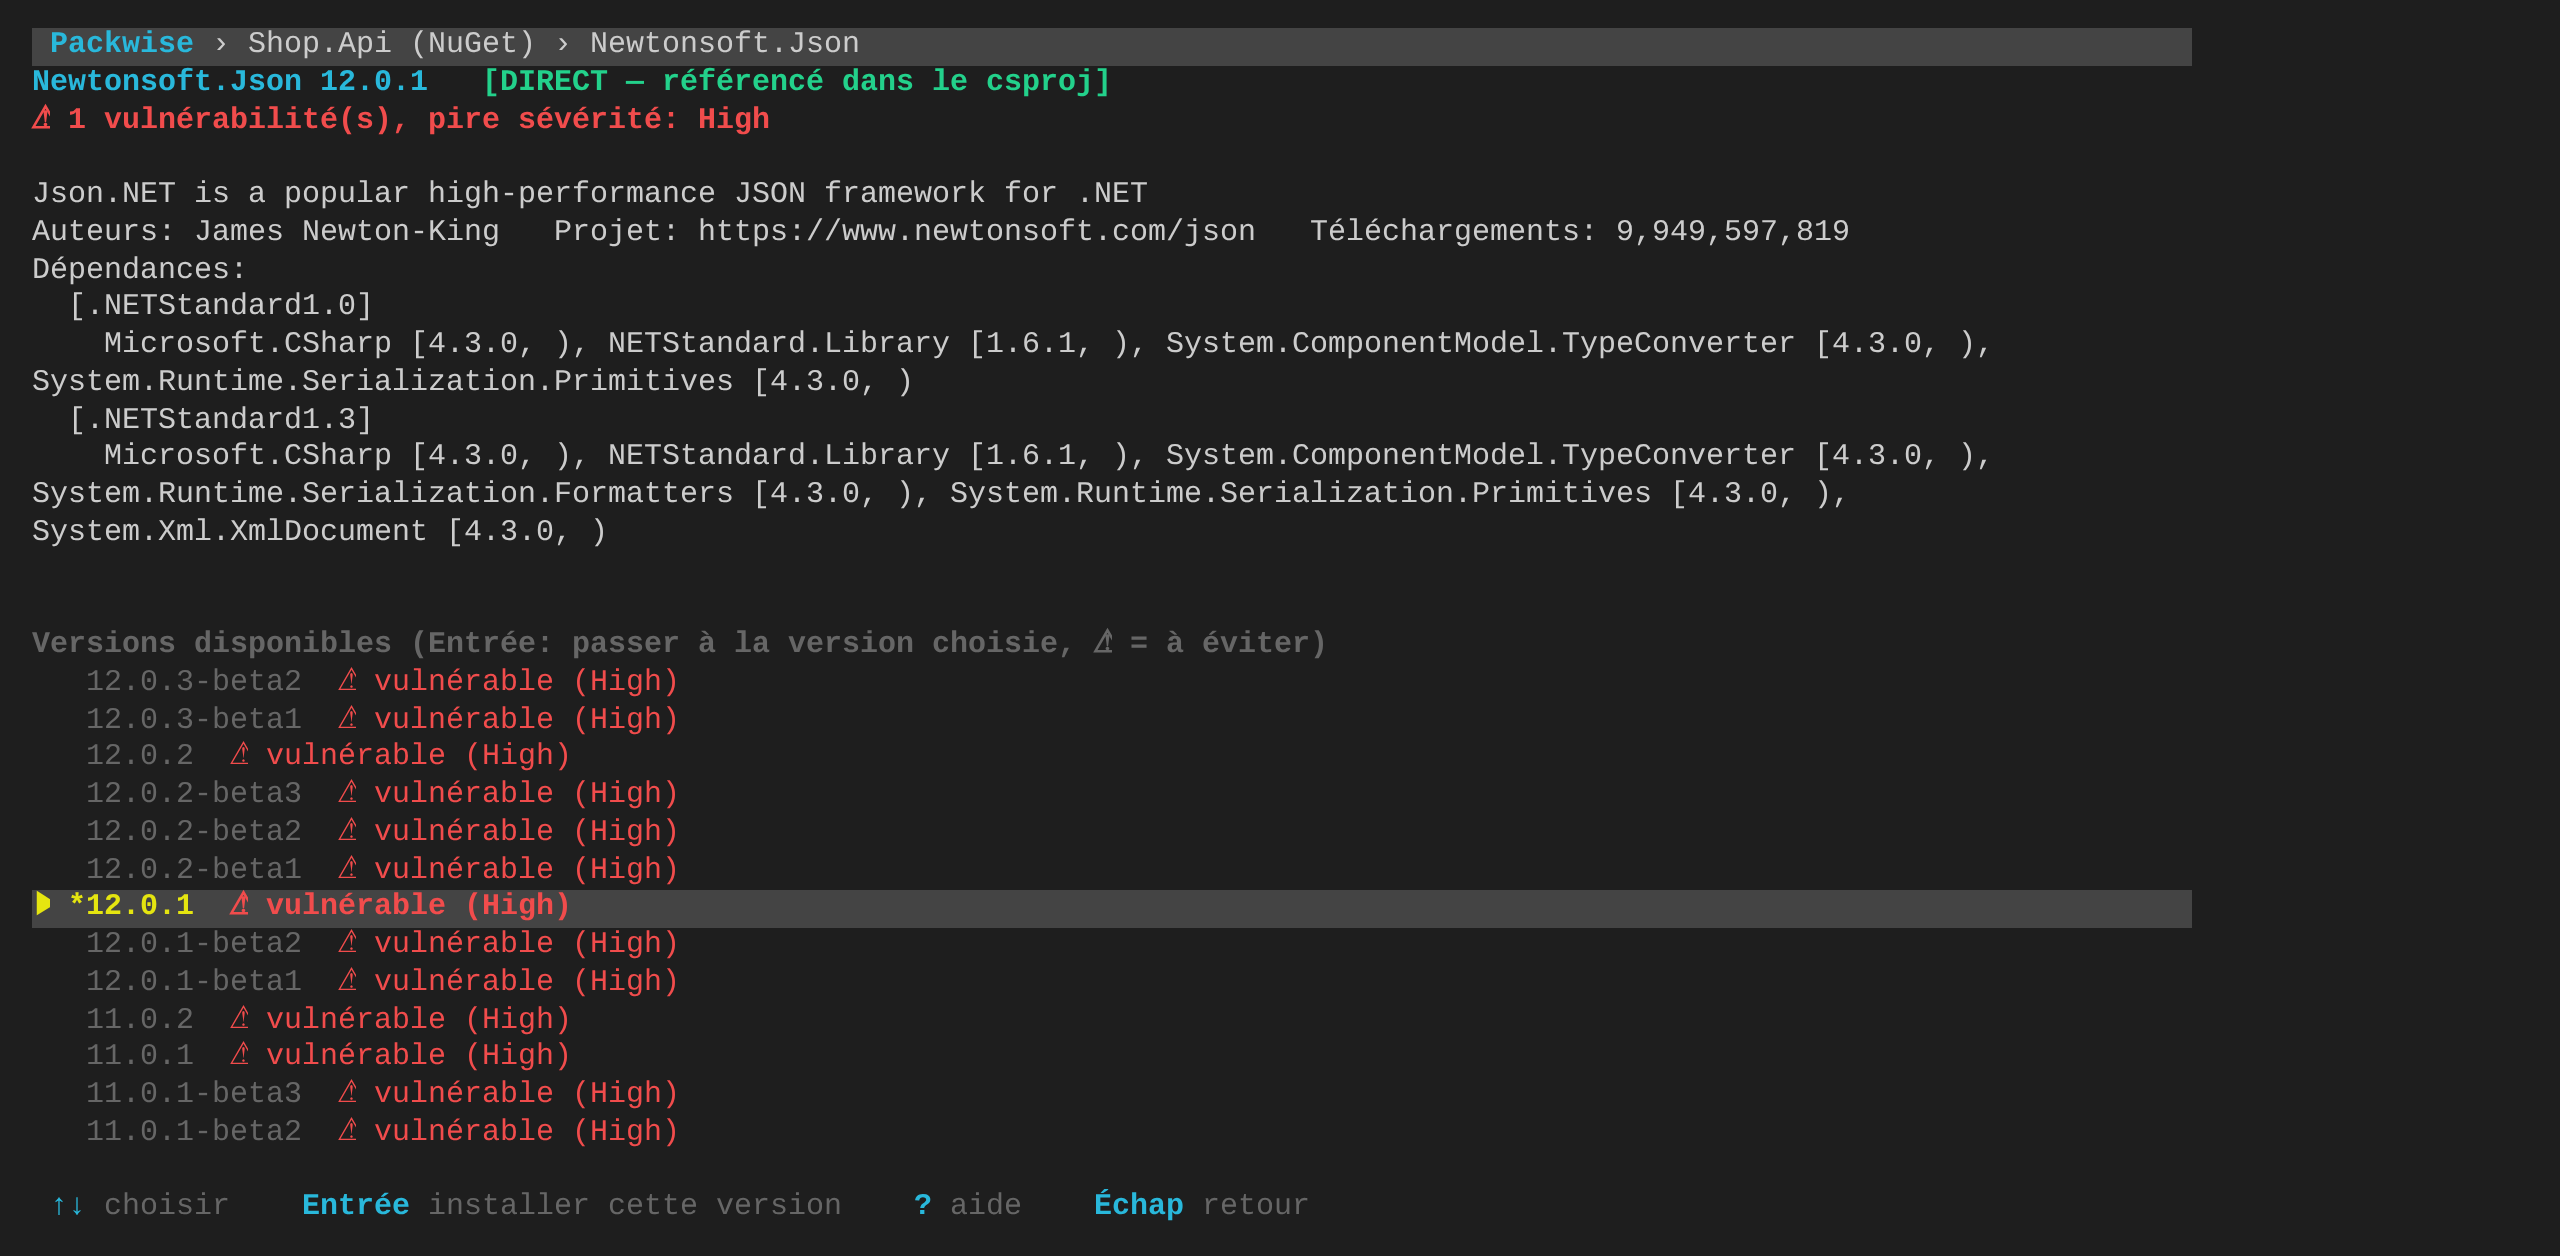 Packwise › Shop.Api (NuGet) › Newtonsoft.Json
Newtonsoft.Json 12.0.1   [DIRECT — référencé dans le csproj]
⚠ 1 vulnérabilité(s), pire sévérité: High
Json.NET is a popular high-performance JSON framework for .NET
Auteurs: James Newton-King   Projet: https://www.newtonsoft.com/json   Téléchargements: 9,949,597,819
Dépendances:
  [.NETStandard1.0]
    Microsoft.CSharp [4.3.0, ), NETStandard.Library [1.6.1, ), System.ComponentModel.TypeConverter [4.3.0, ),
System.Runtime.Serialization.Primitives [4.3.0, )
  [.NETStandard1.3]
    Microsoft.CSharp [4.3.0, ), NETStandard.Library [1.6.1, ), System.ComponentModel.TypeConverter [4.3.0, ),
System.Runtime.Serialization.Formatters [4.3.0, ), System.Runtime.Serialization.Primitives [4.3.0, ),
System.Xml.XmlDocument [4.3.0, )
Versions disponibles (Entrée: passer à la version choisie, ⚠ = à éviter)
   12.0.3-beta2  ⚠ vulnérable (High)
   12.0.3-beta1  ⚠ vulnérable (High)
   12.0.2  ⚠ vulnérable (High)
   12.0.2-beta3  ⚠ vulnérable (High)
   12.0.2-beta2  ⚠ vulnérable (High)
   12.0.2-beta1  ⚠ vulnérable (High)
▶ *12.0.1  ⚠ vulnérable (High)
   12.0.1-beta2  ⚠ vulnérable (High)
   12.0.1-beta1  ⚠ vulnérable (High)
   11.0.2  ⚠ vulnérable (High)
   11.0.1  ⚠ vulnérable (High)
   11.0.1-beta3  ⚠ vulnérable (High)
   11.0.1-beta2  ⚠ vulnérable (High)
↑↓ choisir    Entrée installer cette version    ? aide    Échap retour